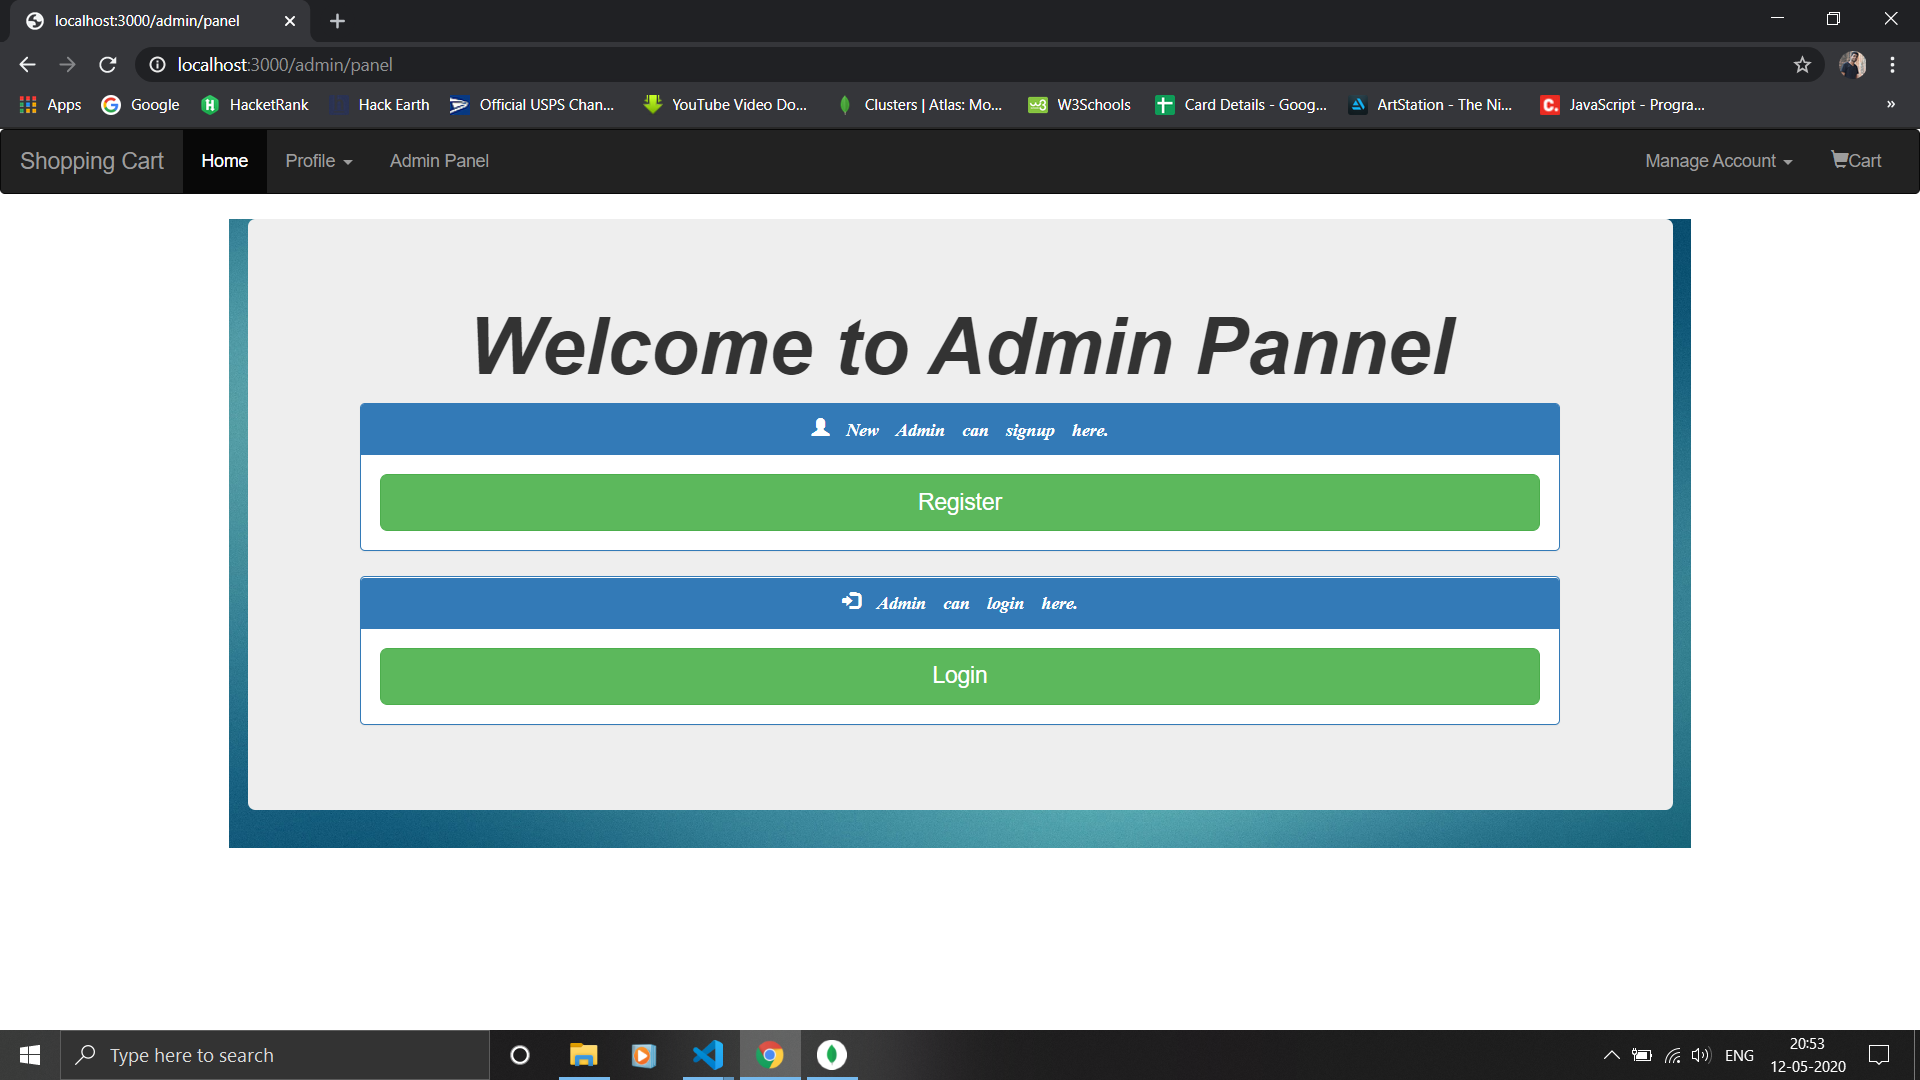 localhost:3000/admin/panel
localhost:3000/admin/panel
Apps Google HacketRank Hack Earth Official USPS Chan... YouTube Video Do... Clusters | Atlas: Mo... W3Schools Card Details - Goog... ArtStation - The Ni... JavaScript - Progra... »
Shopping Cart Home Profile Admin Panel Manage Account Cart
Welcome to Admin Pannel
New Admin can signup here.
Register
Admin can login here.
Login
Type here to search
ENG
20:53
12-05-2020